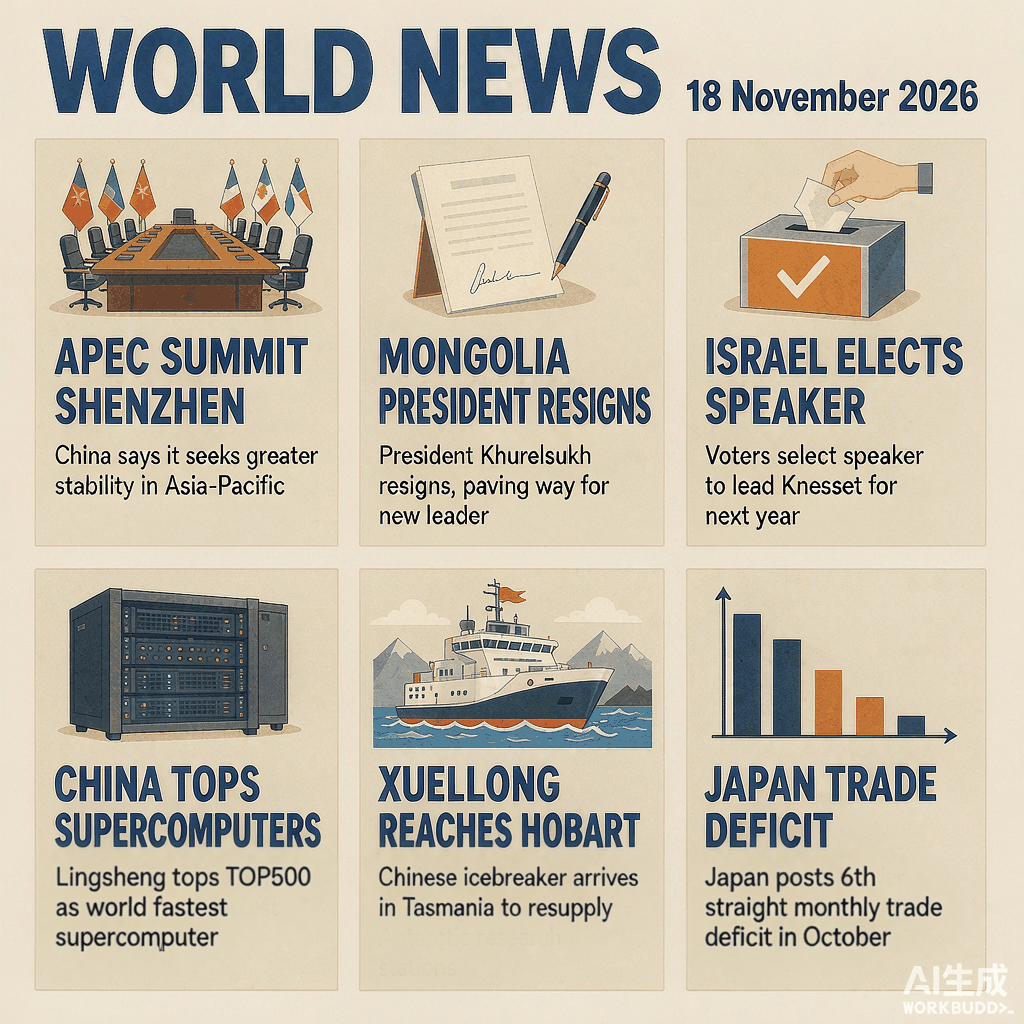 WORLD NEWS
18 November 2026
APEC SUMMIT
SHENZHEN
China says it seeks greater
stability in Asia-Pacific
MONGOLIA
PRESIDENT RESIGNS
President Khurelsukh
resigns, paving way for
new leader
ISRAEL ELECTS
SPEAKER
Voters select speaker
to lead Knesset for
next year
CHINA TOPS
SUPERCOMPUTERS
Lingsheng tops TOP500
as world fastest
supercomputer
XUELLONG
REACHES HOBART
Chinese icebreaker arrives
in Tasmania to resupply
stations
JAPAN TRADE
DEFICIT
Japan posts 6th
straight monthly trade
deficit in October
AI生成
WORKBUDD>_